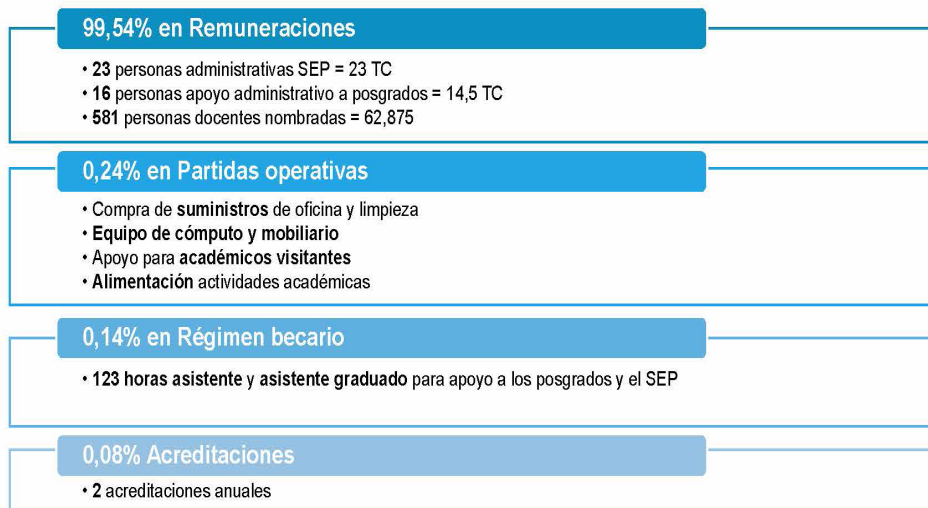 99,54% en Remuneraciones
• 23 personas administrativas SEP = 23 TC
• 16 personas apoyo administrativo a posgrados = 14,5 TC
• 581 personas docentes nombradas = 62,875
0,24% en Partidas operativas
• Compra de suministros de oficina y limpieza
• Equipo de cómputo y mobiliario
• Apoyo para académicos visitantes
• Alimentación actividades académicas
0,14% en Régimen becario
• 123 horas asistente y asistente graduado para apoyo a los posgrados y el SEP
0,08% Acreditaciones
• 2 acreditaciones anuales